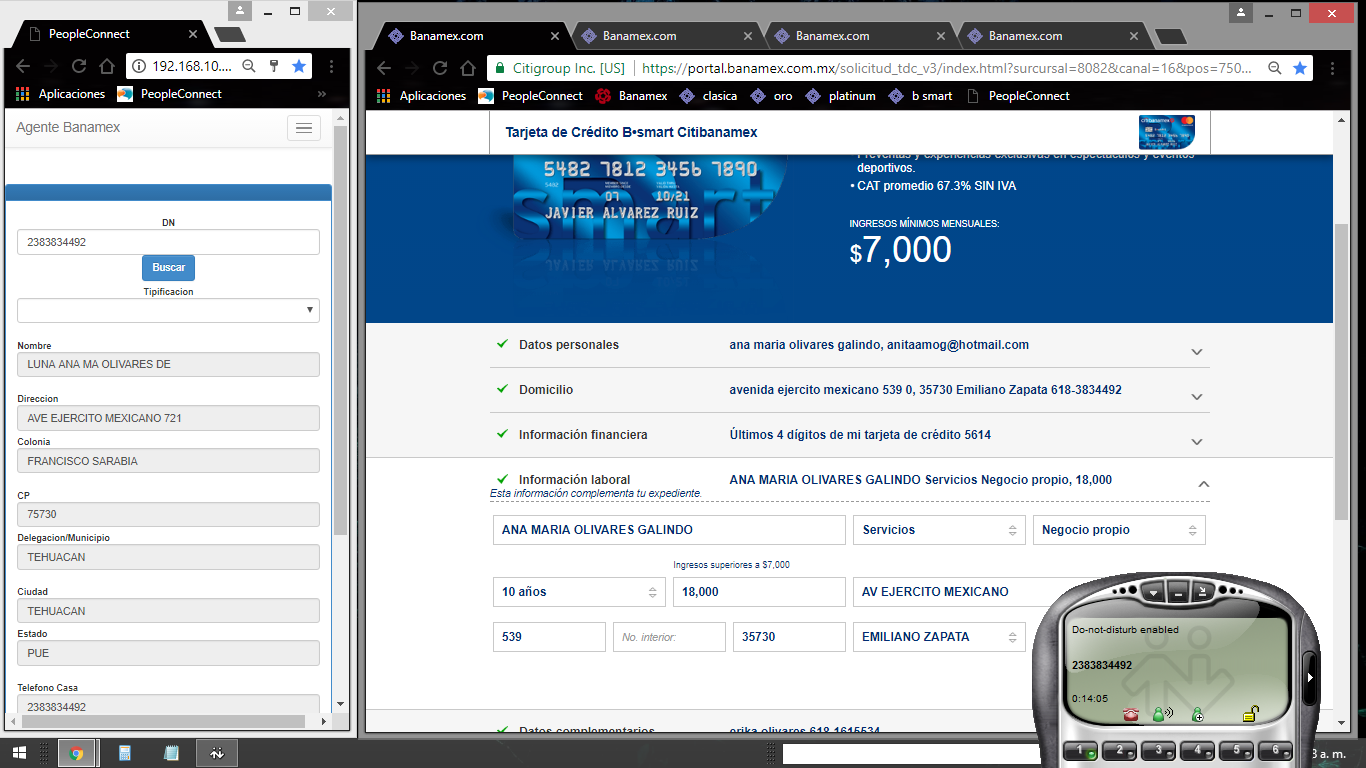 PeopleConnect
192.168.10....
Aplicaciones
PeopleConnect
»
Agente Banamex
DN
2383834492
Buscar
Tipificacion
Nombre
LUNA ANA MA OLIVARES DE
Direccion
AVE EJERCITO MEXICANO 721
Colonia
FRANCISCO SARABIA
CP
75730
Delegacion/Municipio
TEHUACAN
Ciudad
TEHUACAN
Estado
PUE
Telefono Casa
2383834492
Banamex.com
Banamex.com
Banamex.com
Banamex.com
Citigroup Inc. [US]
https://portal.banamex.com.mx/solicitud_tdc_v3/index.html?surcursal=8082&canal=16&pos=750...
Aplicaciones PeopleConnect Banamex clasica oro platinum b smart PeopleConnect
Tarjeta de Crédito B•smart Citibanamex
5482 7812 3456 7890
5482
07 10/21
JAVIER ALVAREZ RUIZ
smart
Preventas y experiencias exclusivas en espectáculos y eventos
deportivos.
• CAT promedio 67.3% SIN IVA
INGRESOS MÍNIMOS MENSUALES:
$7,000
Datos personales ana maria olivares galindo, anitaamog@hotmail.com
Domicilio avenida ejercito mexicano 539 0, 35730 Emiliano Zapata 618-3834492
Información financiera Últimos 4 dígitos de mi tarjeta de crédito 5614
Información laboral ANA MARIA OLIVARES GALINDO Servicios Negocio propio, 18,000
Esta información complementa tu expediente.
ANA MARIA OLIVARES GALINDO Servicios Negocio propio
Ingresos superiores a $7,000
10 años 18,000 AV EJERCITO MEXICANO
539 No. interior: 35730 EMILIANO ZAPATA
Datos complementarios erika olivares 618-1615534
Do-not-disturb enabled
2383834492
0:14:05
1 2 3 4 5 6
a. m.